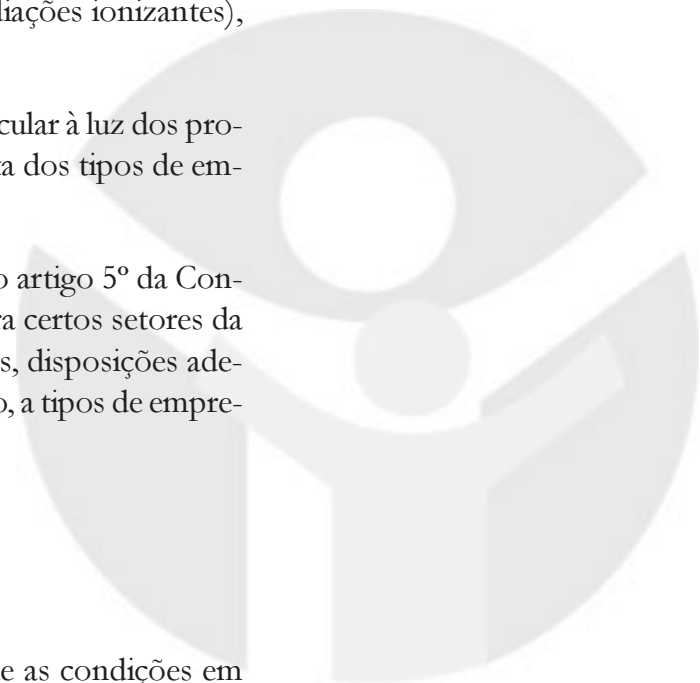 diações ionizantes),
cular à luz dos pro-
a dos tipos de em-
o artigo 5º da Con-
a certos setores da
s, disposições ade-
o, a tipos de empre-
e as condições em